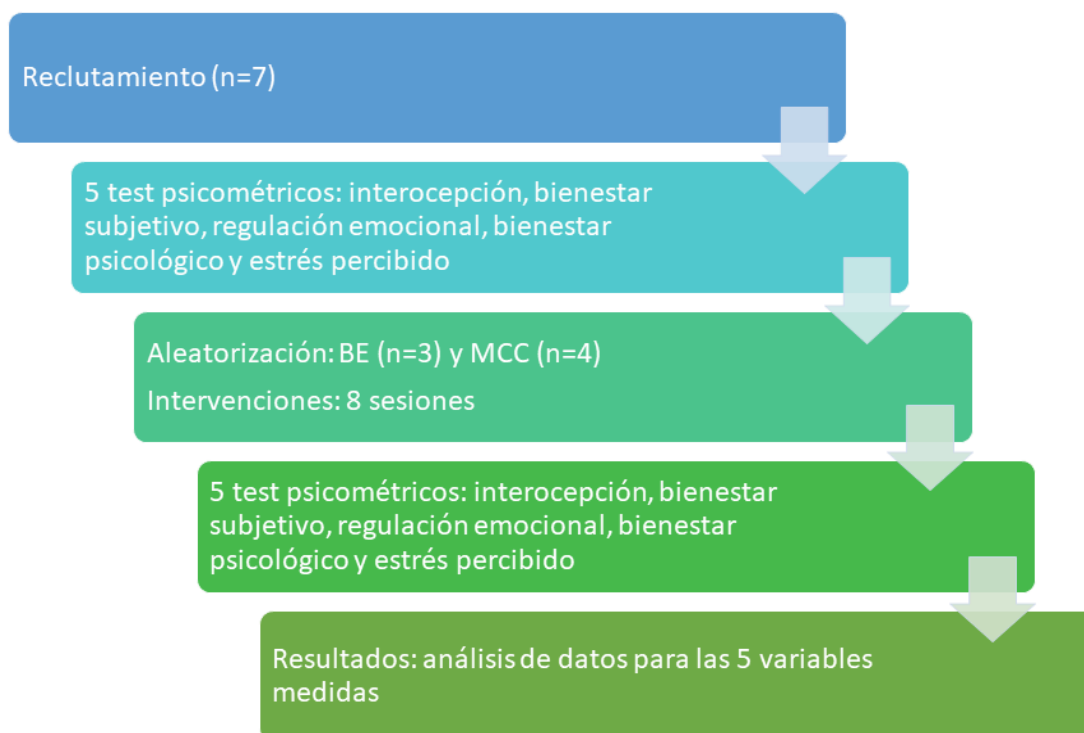 Reclutamiento (n=7)
5 test psicométricos: interocepción, bienestar
subjetivo, regulación emocional, bienestar
psicológico y estrés percibido
Aleatorización: BE (n=3) y MCC (n=4)
Intervenciones: 8 sesiones
5 test psicométricos: interocepción, bienestar
subjetivo, regulación emocional, bienestar
psicológico y estrés percibido
Resultados: análisis de datos para las 5 variables
medidas